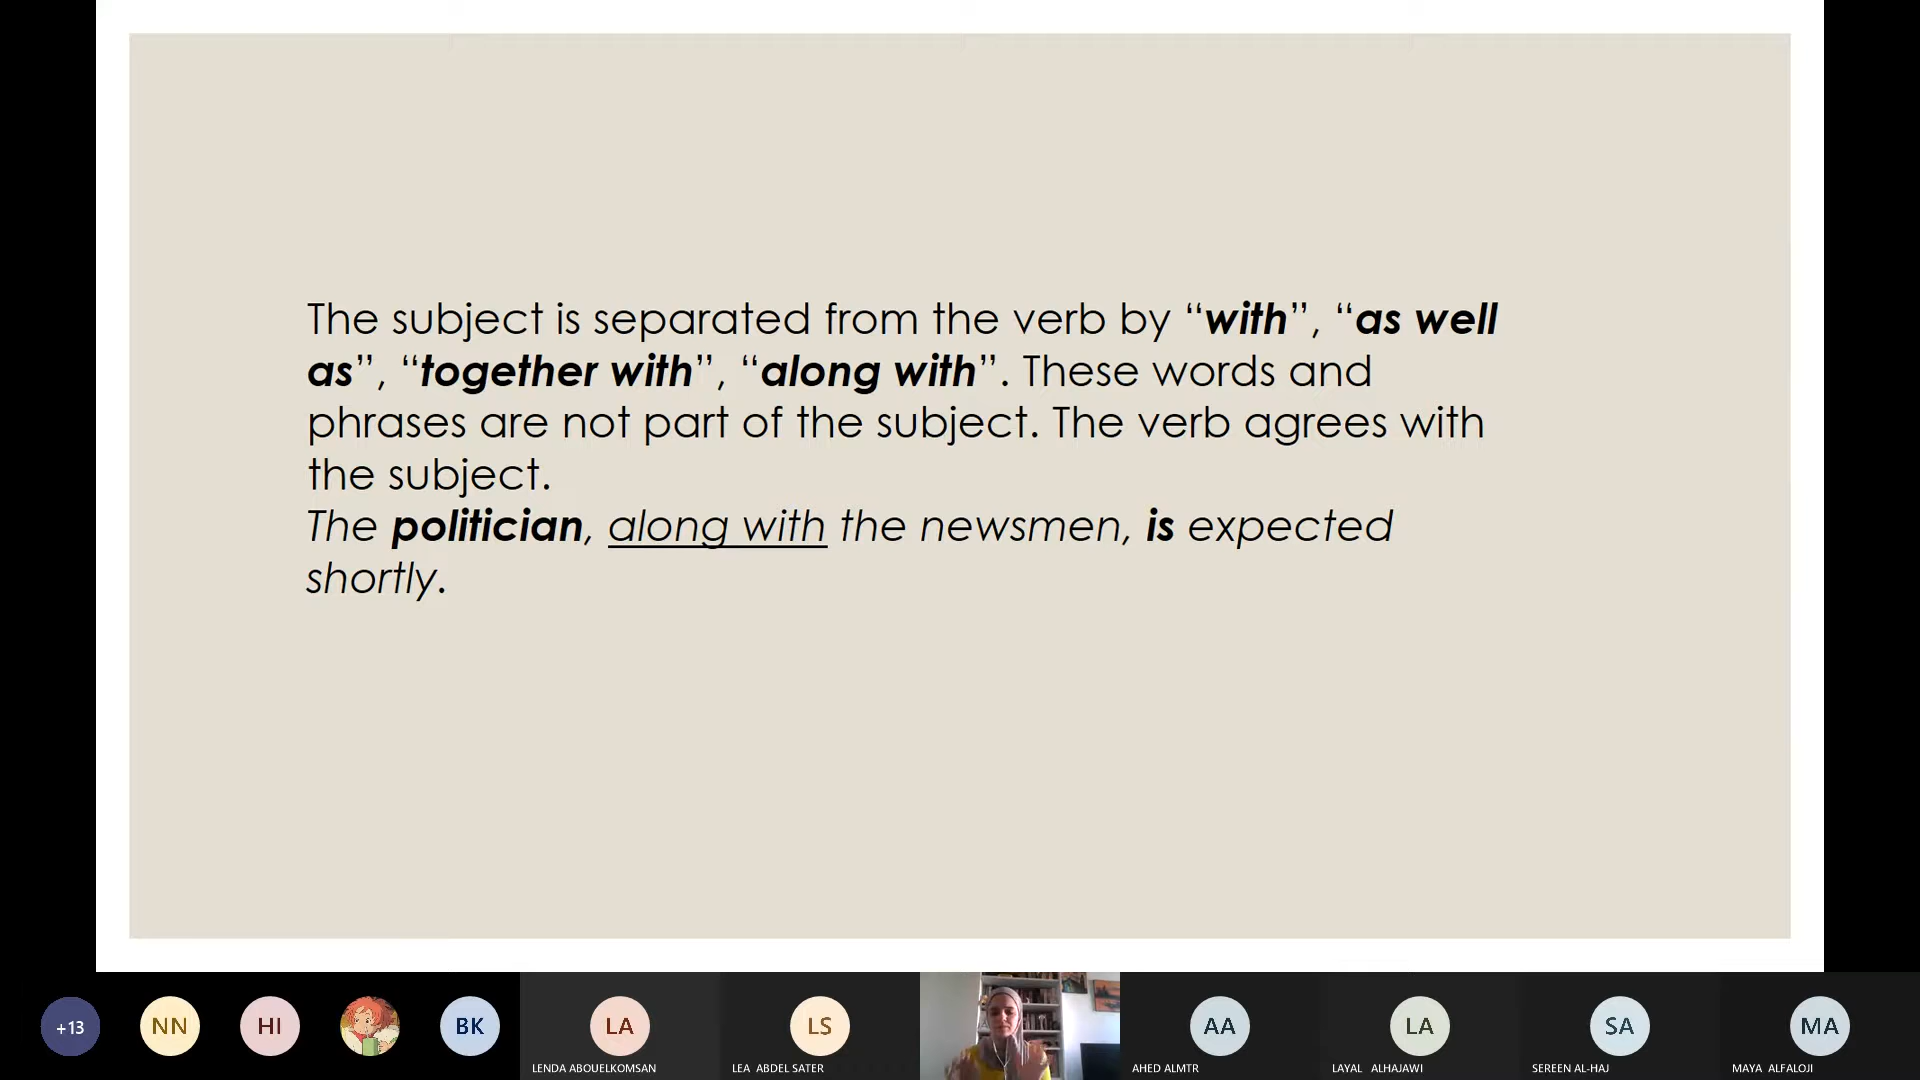 The subject is separated from the verb by “with”, “as well
as”, “together with”, “along with”. These words and
phrases are not part of the subject. The verb agrees with
the subject.
The politician, along with the newsmen, is expected
shortly.
+13
NN
HI
BK
LA
LS
AA
LA
SA
MA
LENDA ABOUELKOMSAN
LEA ABDEL SATER
AHED ALMTR
LAYAL ALHAJAWI
SEREEN AL-HAJ
MAYA ALFALOJI